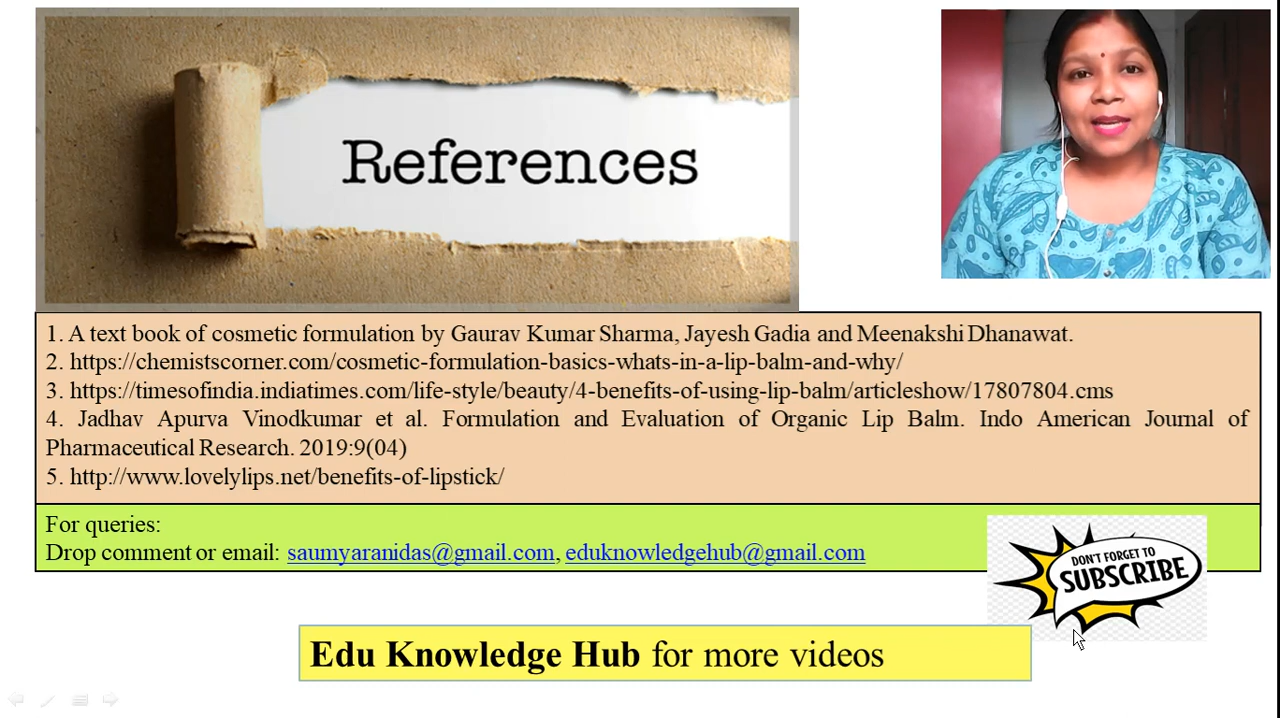 References
1. A text book of cosmetic formulation by Gaurav Kumar Sharma, Jayesh Gadia and Meenakshi Dhanawat.
2. https://chemistscorner.com/cosmetic-formulation-basics-whats-in-a-lip-balm-and-why/
3. https://timesofindia.indiatimes.com/life-style/beauty/4-benefits-of-using-lip-balm/articleshow/17807804.cms
4. Jadhav Apurva Vinodkumar et al. Formulation and Evaluation of Organic Lip Balm. Indo American Journal of
Pharmaceutical Research. 2019:9(04)
5. http://www.lovelylips.net/benefits-of-lipstick/
For queries:
Drop comment or email: saumyaranidas@gmail.com, eduknowledgehub@gmail.com
DON'T FORGET TO
SUBSCRIBE
Edu Knowledge Hub for more videos